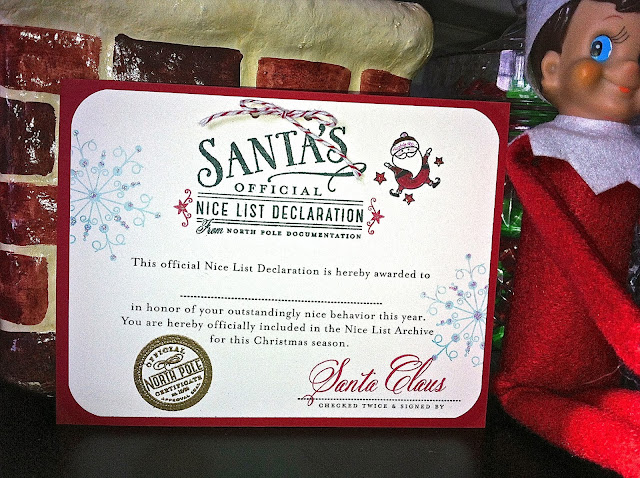 SANTA'S
OFFICIAL
NICE LIST DECLARATION
From NORTH POLE DOCUMENTATION
This official Nice List Declaration is hereby awarded to
in honor of your outstandingly nice behavior this year.
You are hereby officially included in the Nice List Archive
for this Christmas season.
OFFICIAL
NORTH POLE
CERTIFICATE
APPROVAL
Santa Claus
CHECKED TWICE & SIGNED BY